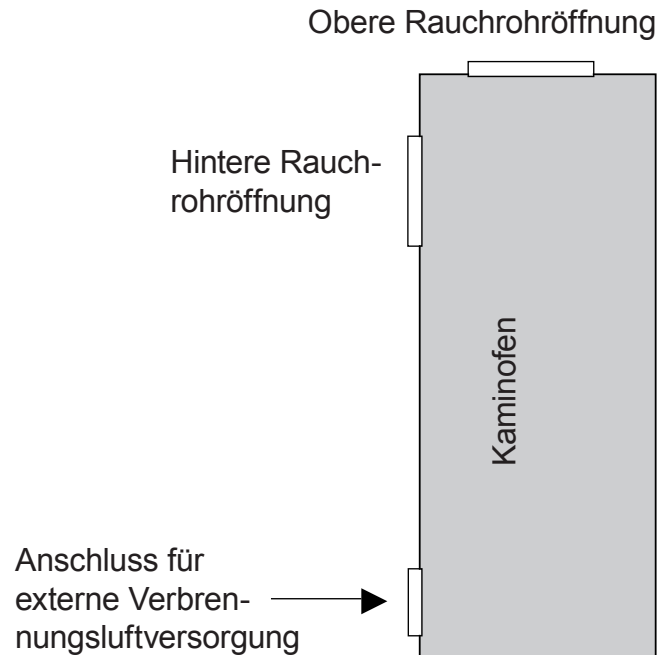 Obere Rauchrohröffnung
Hintere Rauch-
rohröffnung
Kaminofen
Anschluss für
externe Verbren-
nungsluftversorgung